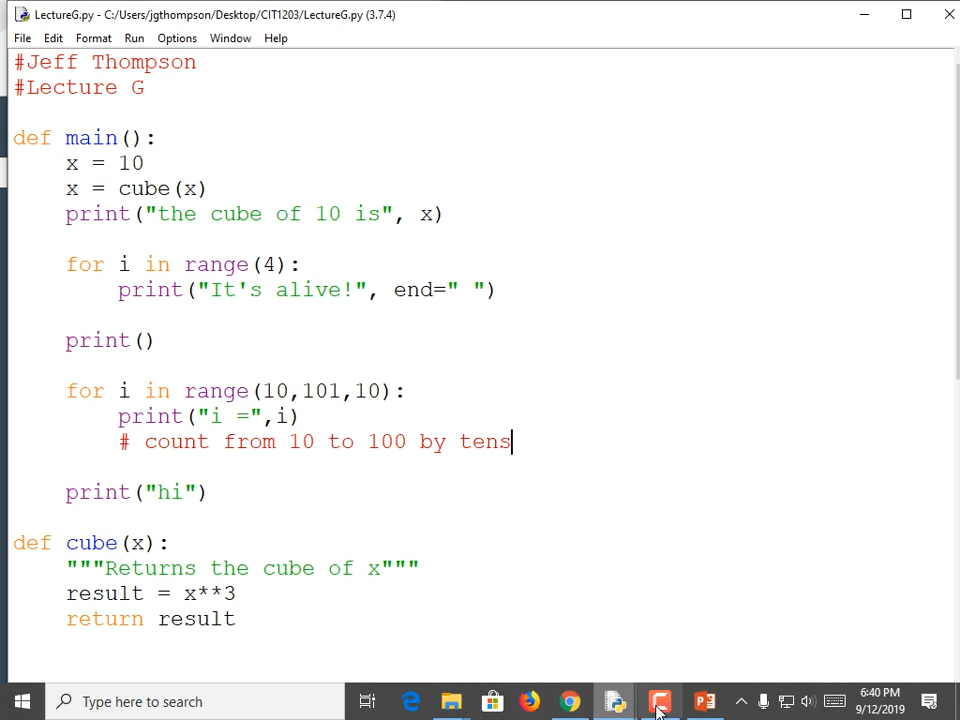 LectureG.py - C:/Users/jgthompson/Desktop/CIT1203/LectureG.py (3.7.4)
File Edit Format Run Options Window Help
#Jeff Thompson
#Lecture G
def main():
    x = 10
    x = cube(x)
    print("the cube of 10 is", x)
    for i in range(4):
        print("It's alive!", end=" ")
    print()
    for i in range(10,101,10):
        print("i =",i)
        # count from 10 to 100 by tens
    print("hi")
def cube(x):
    """Returns the cube of x"""
    result = x**3
    return result
Type here to search
6:40 PM
9/12/2019